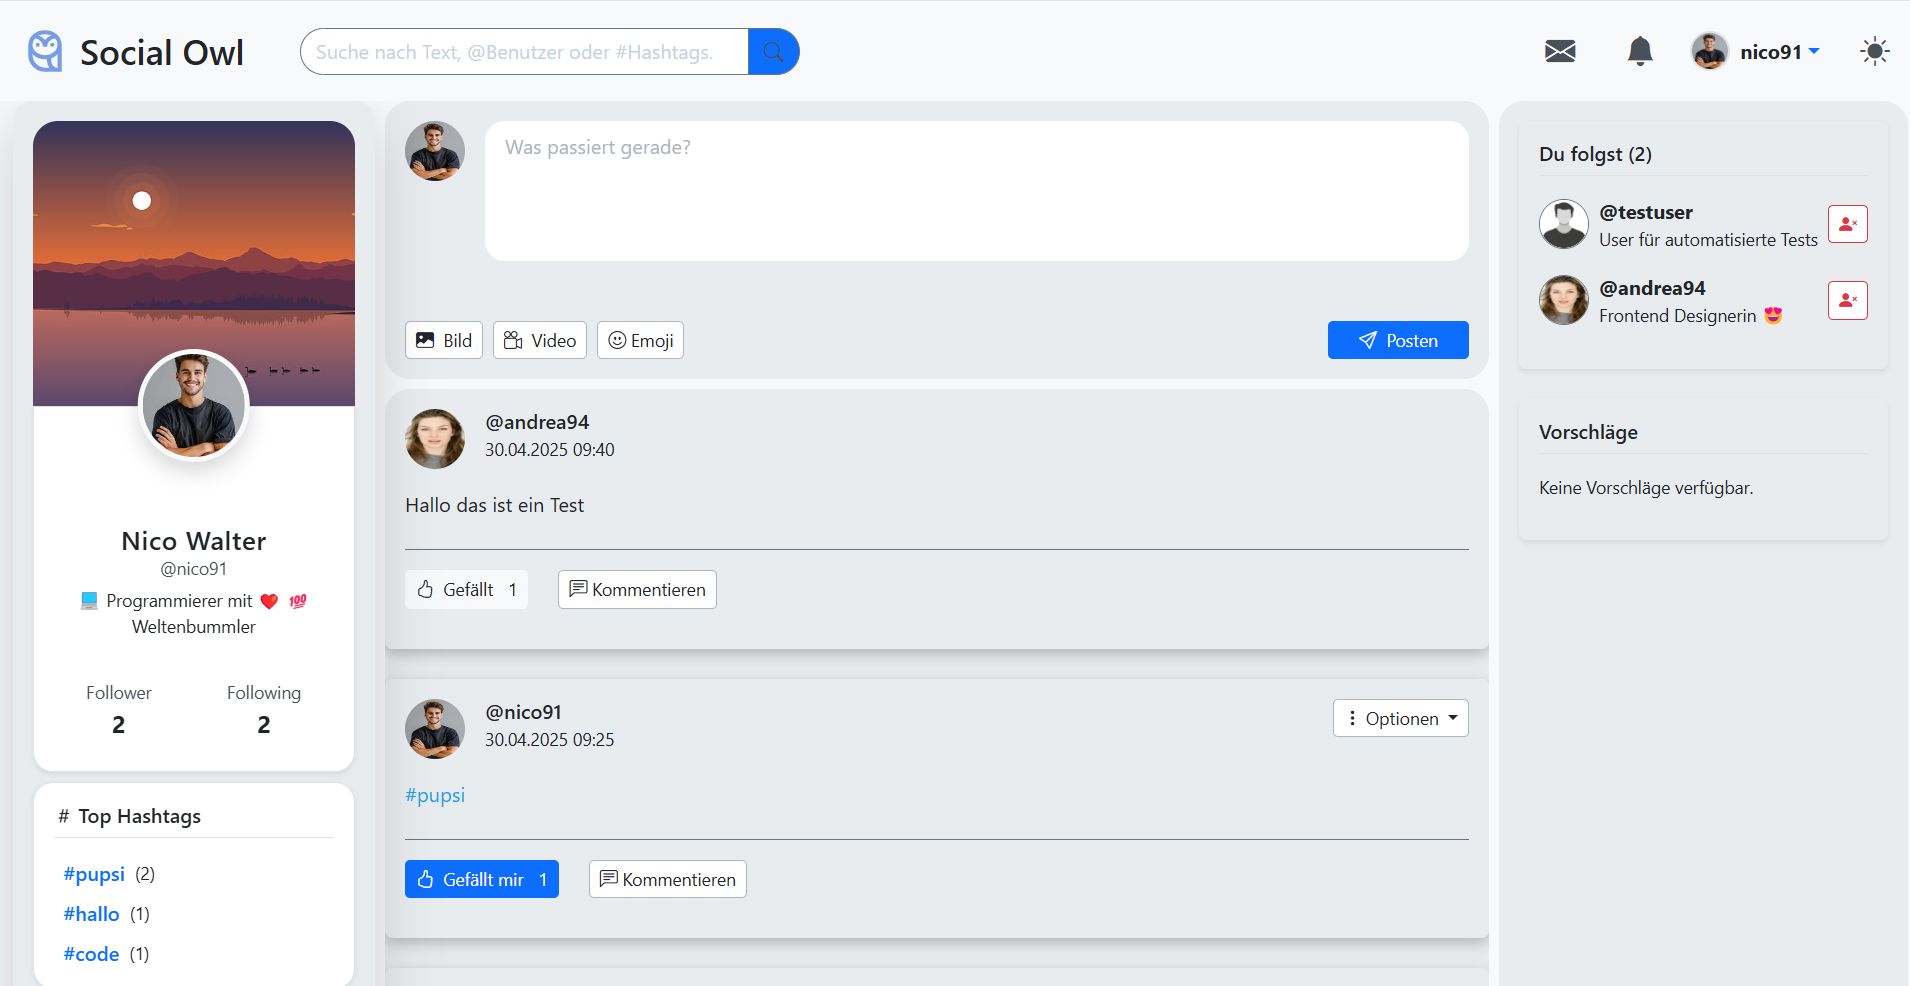 Social Owl
Suche nach Text, @Benutzer oder #Hashtags.
nico91
Nico Walter
@nico91
💻 Programmierer mit ❤️ 💯
Weltenbummler
Follower
Following
2
2
# Top Hashtags
#pupsi (2)
#hallo (1)
#code (1)
Was passiert gerade?
Bild
Video
Emoji
Posten
@andrea94
30.04.2025 09:40
Hallo das ist ein Test
Gefällt 1
Kommentieren
@nico91
30.04.2025 09:25
Optionen
#pupsi
Gefällt mir 1
Kommentieren
Du folgst (2)
@testuser
User für automatisierte Tests
@andrea94
Frontend Designerin 😍
Vorschläge
Keine Vorschläge verfügbar.